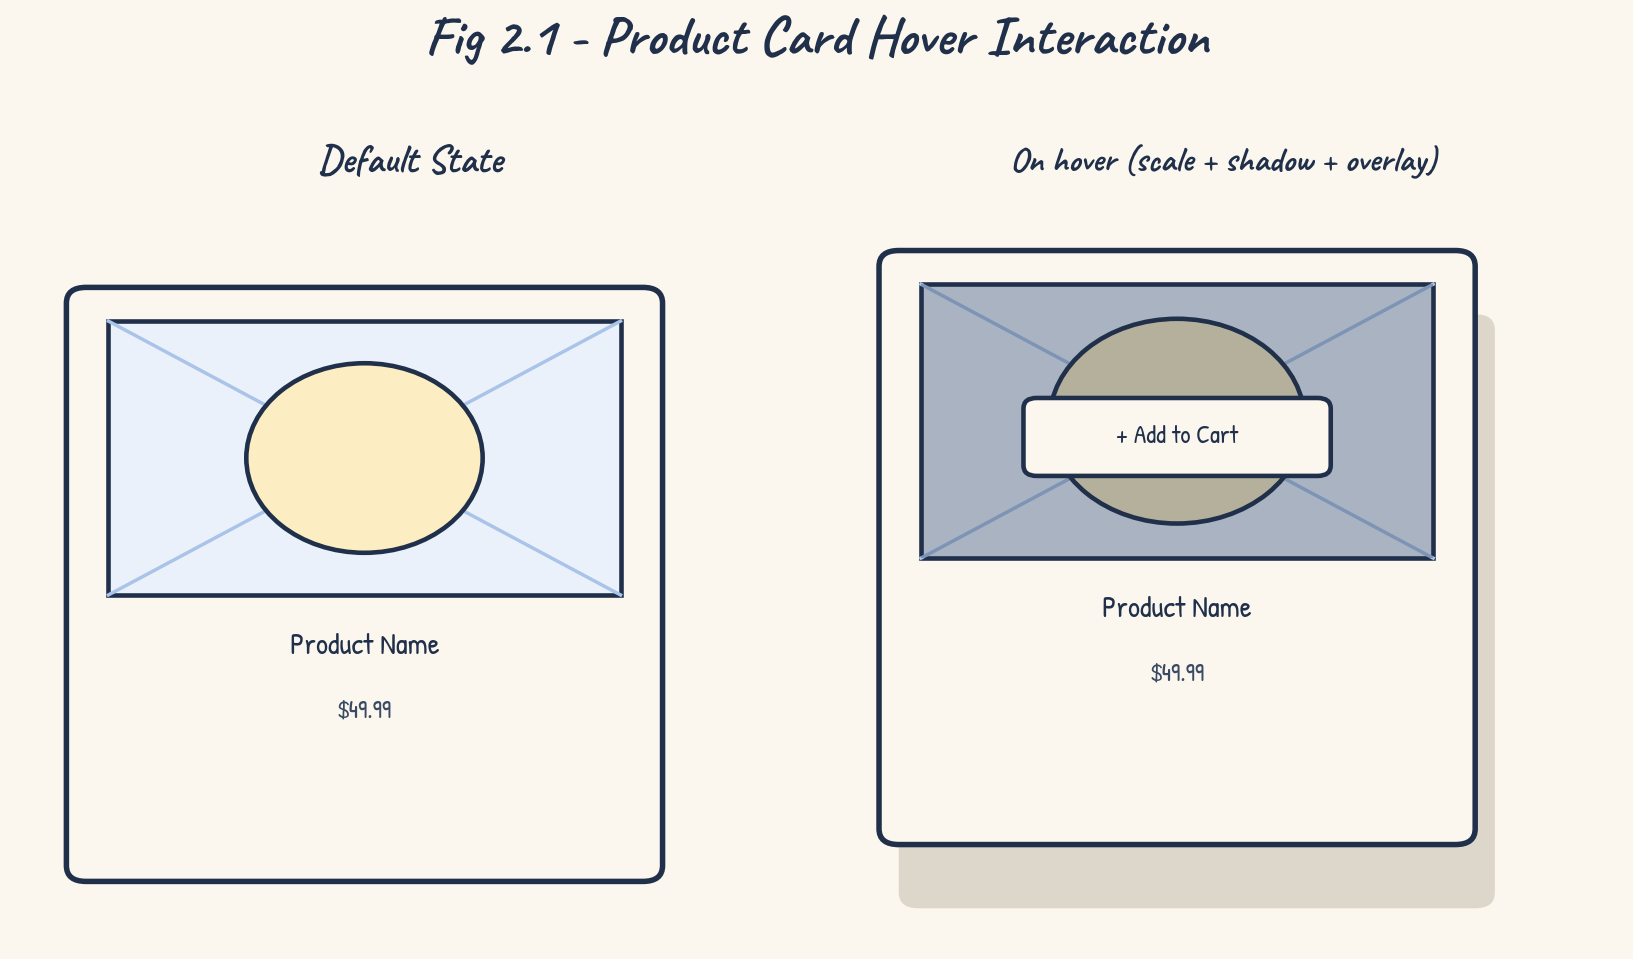 Fig 2.1 - Product Card Hover Interaction
Default State
On hover (scale + shadow + overlay)
Product Name
$49.99
+ Add to Cart
Product Name
$49.99